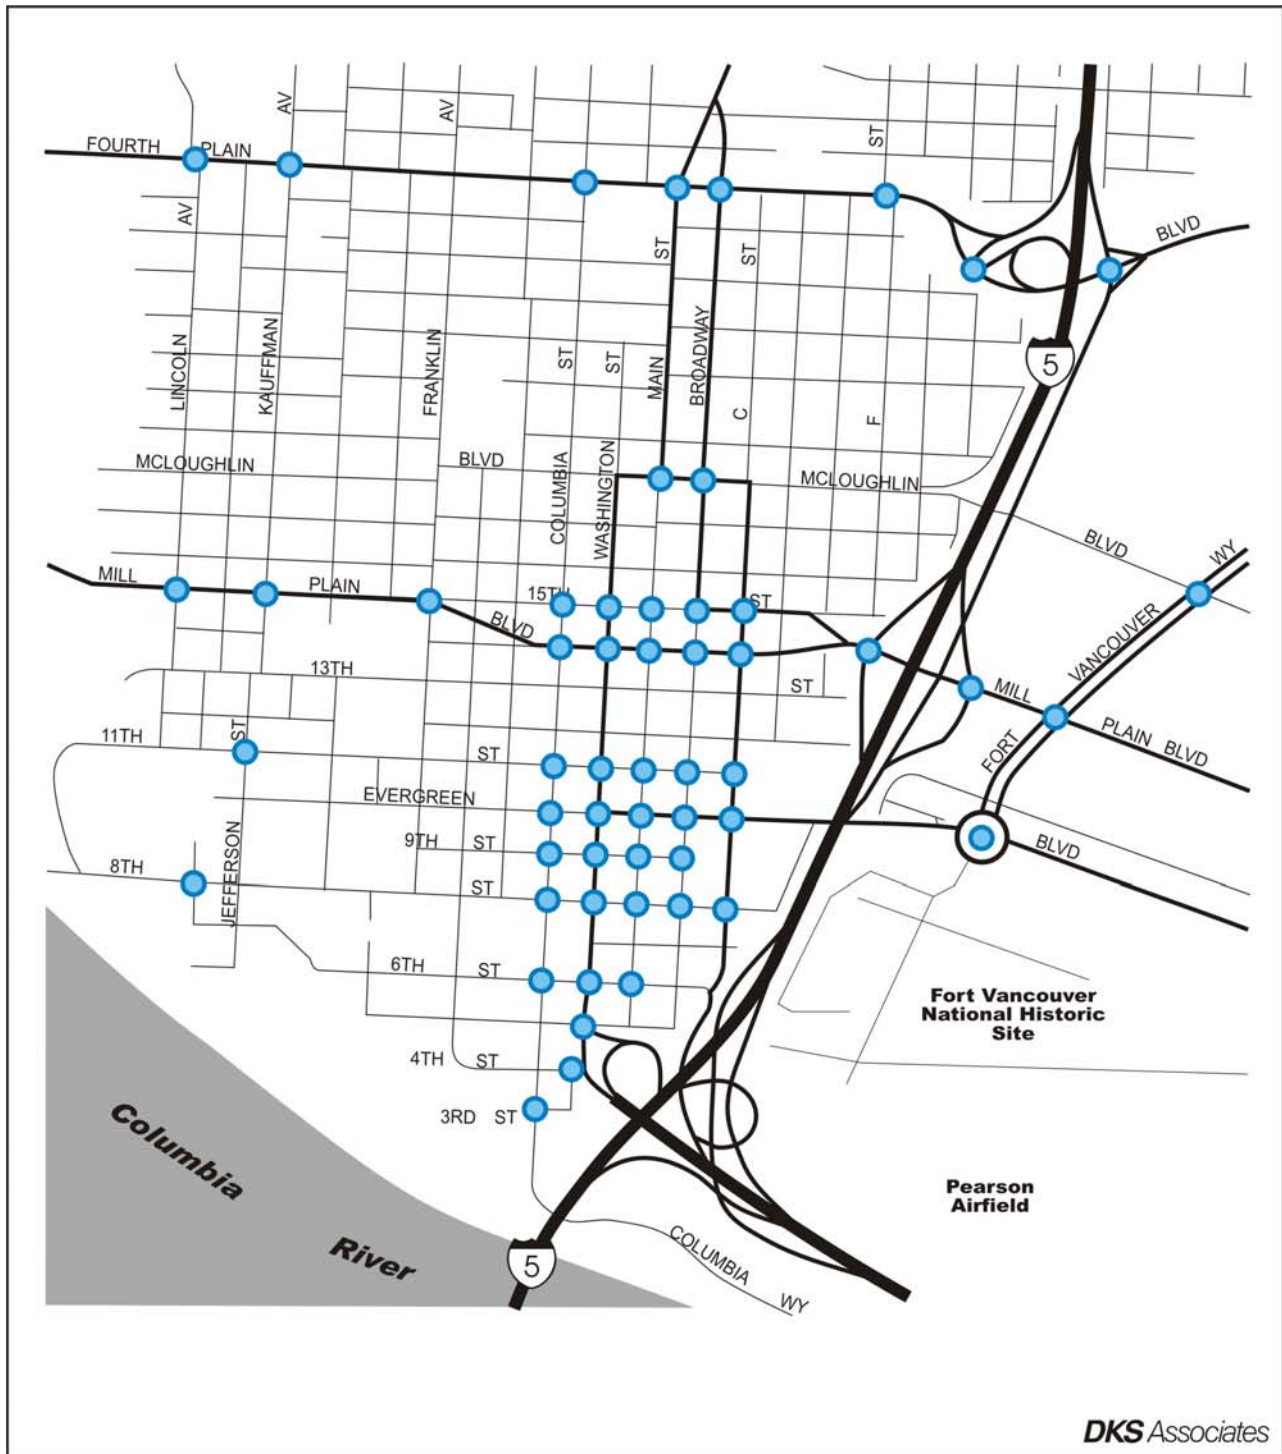 AV
AV
FOURTH PLAIN
ST
AV
ST
ST
BLVD
5
LINCOLN
KAUFFMAN
FRANKLIN
ST
ST
MAIN
BROADWAY
C
F
MCLOUGHLIN
BLVD
COLUMBIA
WASHINGTON
MCLOUGHLIN
BLVD
WY
MILL
PLAIN
15TH
ST
BLVD
VANCOUVER
13TH
ST
MILL
PLAIN BLVD
11TH
ST
ST
FORT
EVERGREEN
9TH ST
BLVD
8TH
ST
JEFFERSON
6TH ST
Fort Vancouver
National Historic
Site
4TH ST
3RD ST
Columbia
River
Pearson
Airfield
5
COLUMBIA
WY
DKS Associates